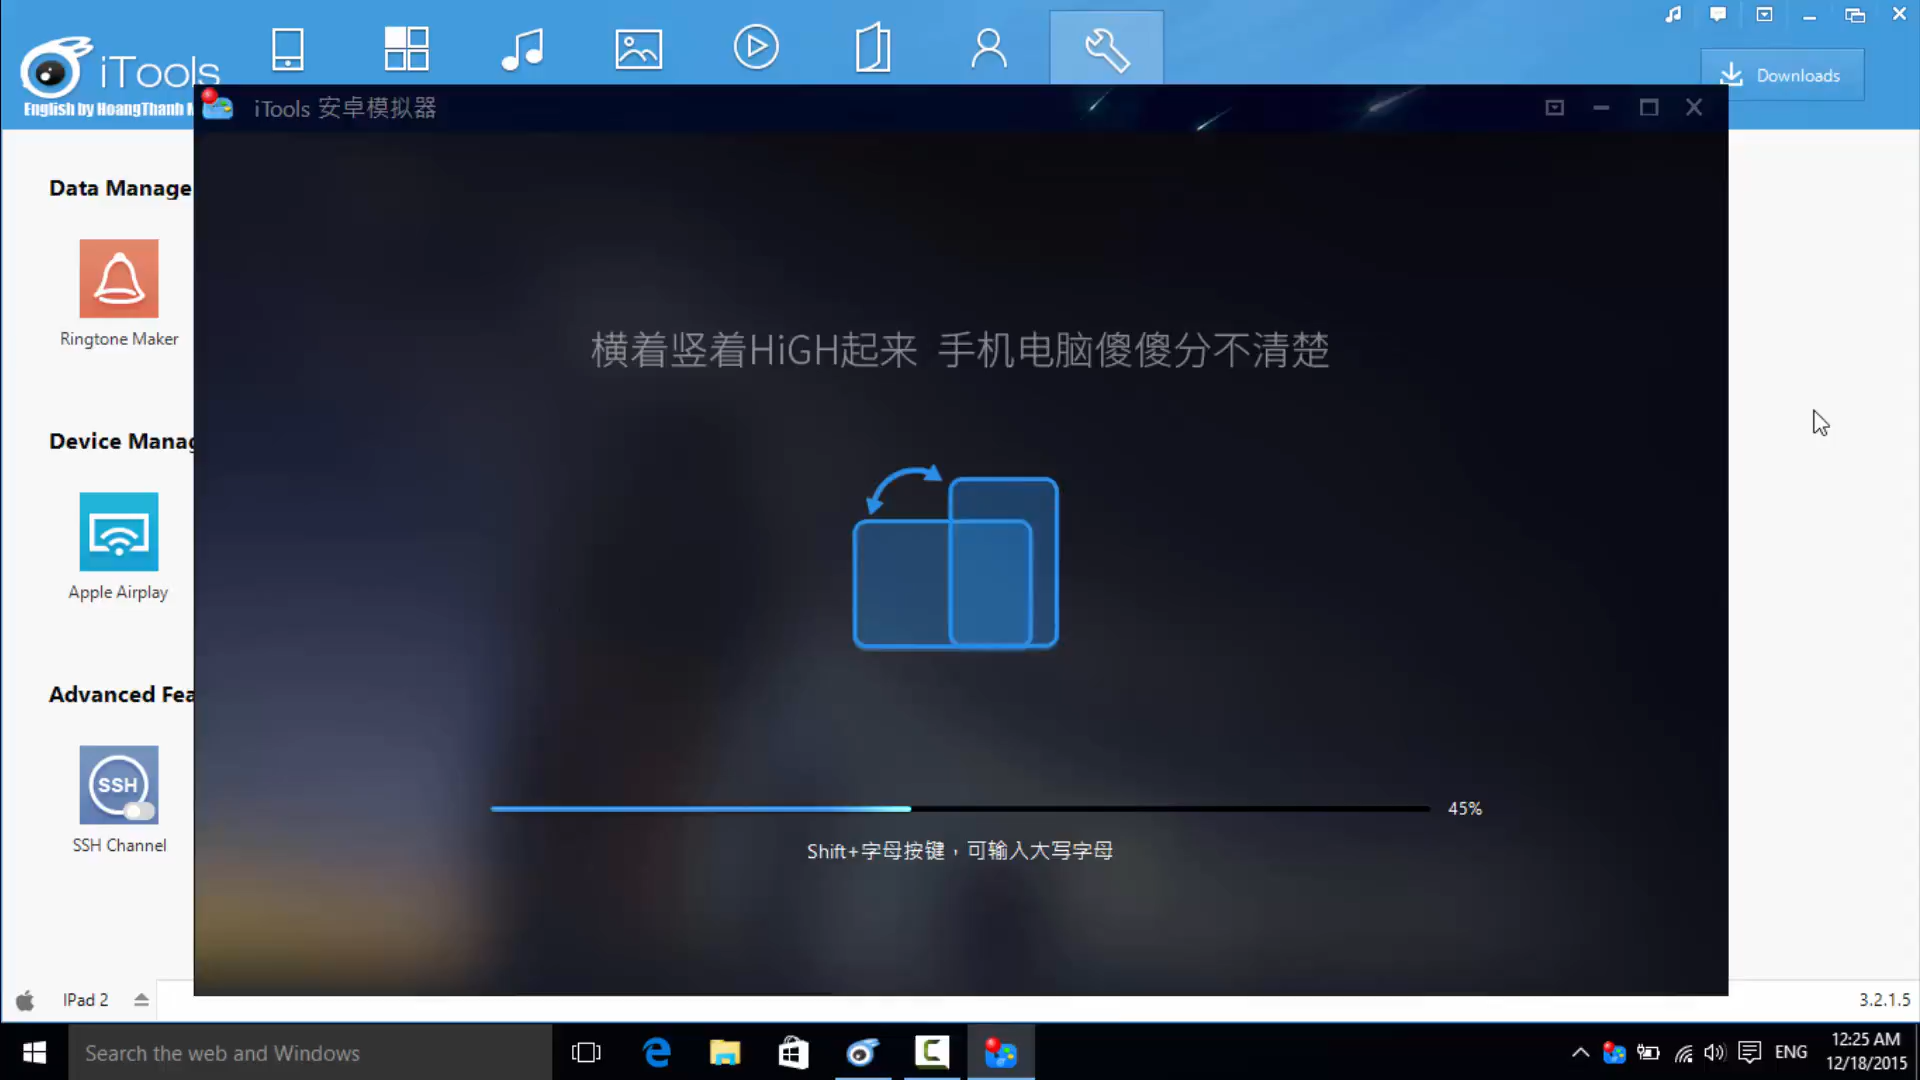 iTools
English by HoangThanh
Downloads
iTools 安卓模拟器
Data Manage
Ringtone Maker
Device Manag
Apple Airplay
Advanced Fea
SSH
SSH Channel
横着竖着HiGH起来 手机电脑傻傻分不清楚
45%
Shift+字母按键，可输入大写字母
IPad 2
3.2.1.5
Search the web and Windows
ENG
12:25 AM
12/18/2015